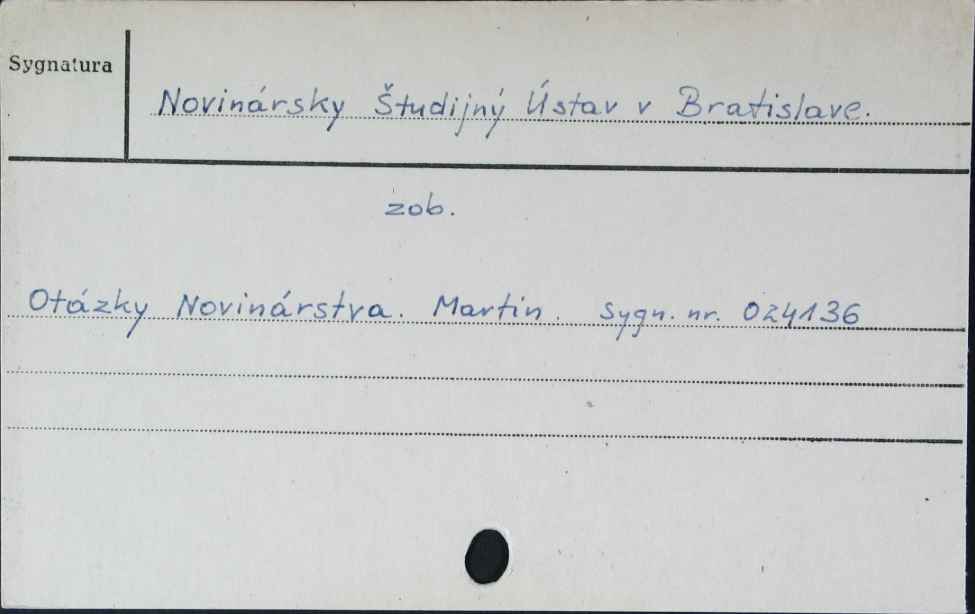 Sygnatura
Novinársky Študijný Ústav v Bratislave.
zob.
Otázky Novinárstva. Martin. Sygn. nr. 024136